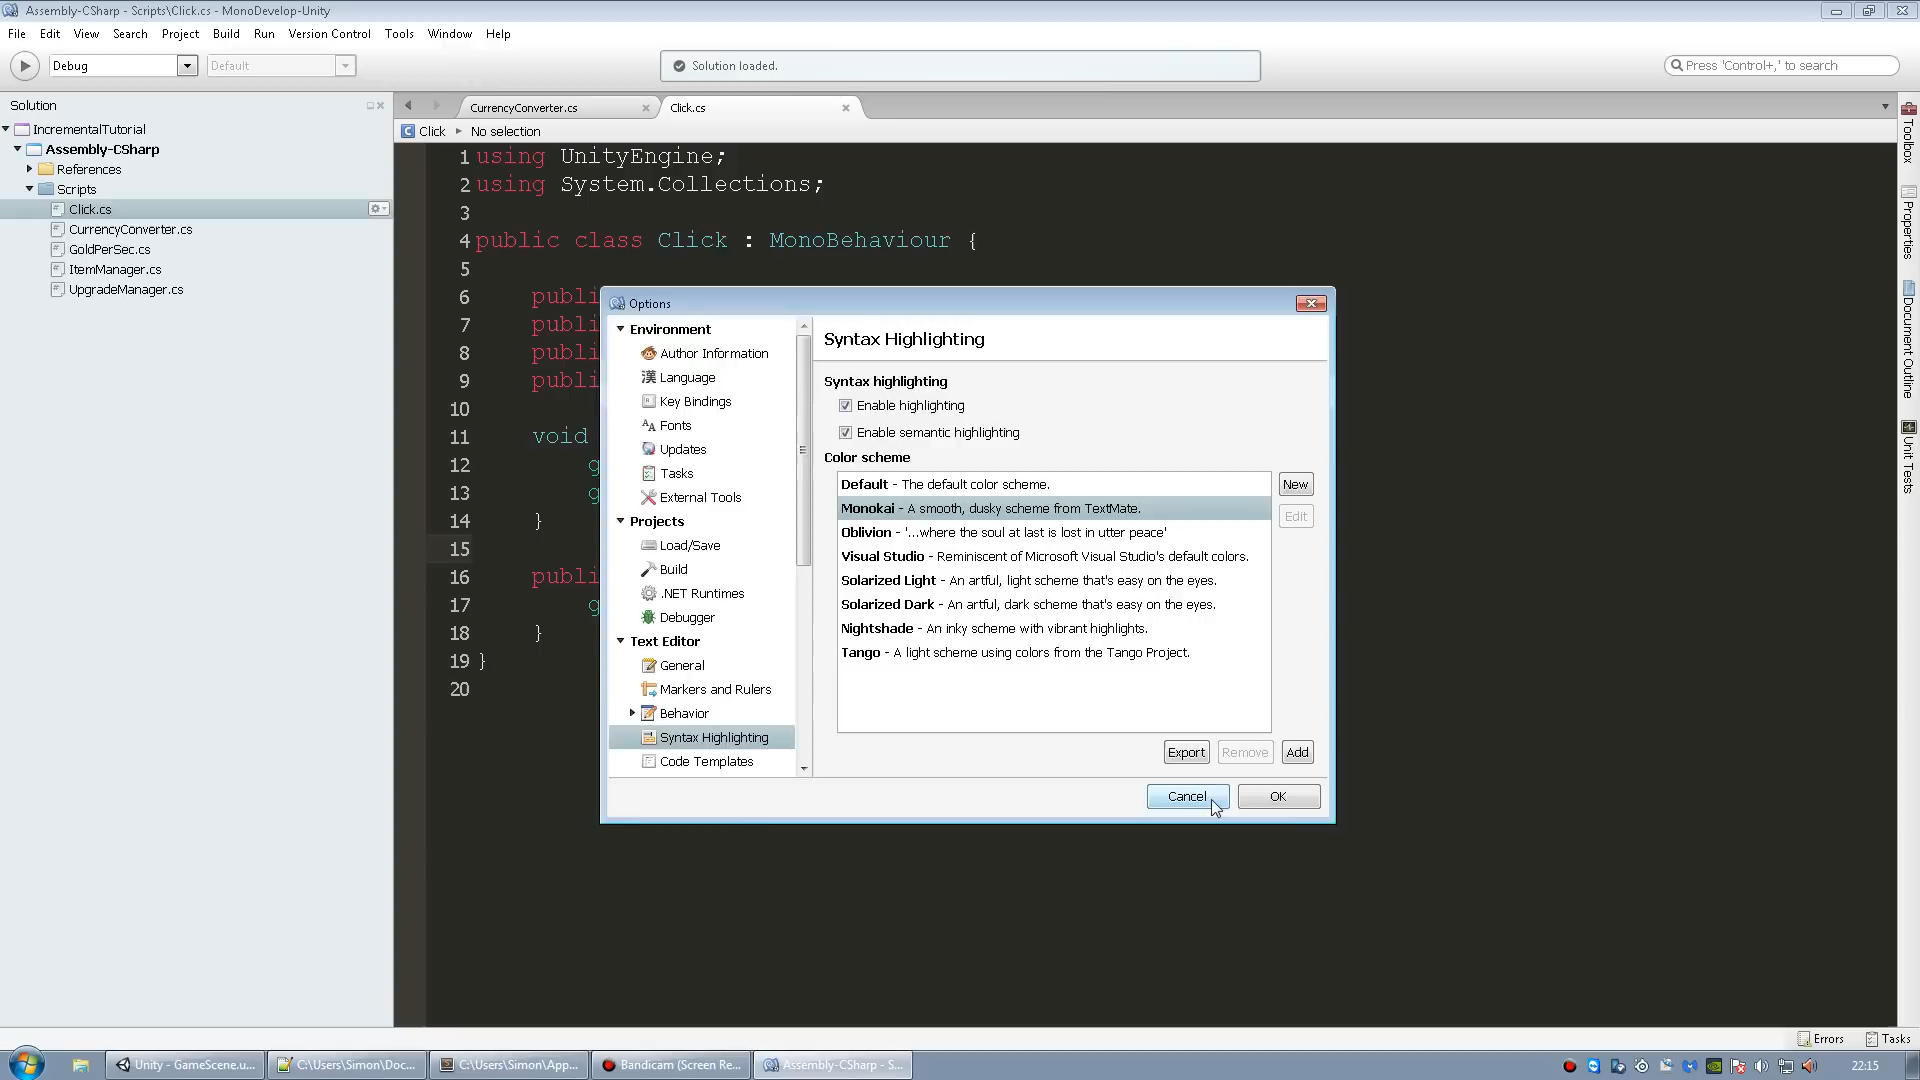 Assembly-CSharp - Scripts\Click.cs - MonoDevelop-Unity
File Edit View Search Project Build Run Version Control Tools Window Help
Debug Default Solution loaded. Press 'Control+,' to search
Solution
IncrementalTutorial
Assembly-CSharp
References
Scripts
Click.cs
CurrencyConverter.cs
GoldPerSec.cs
ItemManager.cs
UpgradeManager.cs
CurrencyConverter.cs Click.cs
Click No selection
1 using UnityEngine;
2 using System.Collections;
3
4 public class Click : MonoBehaviour {
5
6 publi
7 publi
8 publi
9 publi
10
11 void
12 g
13 g
14 }
15
16 publi
17 g
18 }
19 }
20
Options
Environment
Author Information
Language
Key Bindings
Fonts
Updates
Tasks
External Tools
Projects
Load/Save
Build
.NET Runtimes
Debugger
Text Editor
General
Markers and Rulers
Behavior
Syntax Highlighting
Code Templates
Syntax Highlighting
Syntax highlighting
Enable highlighting
Enable semantic highlighting
Color scheme
Default - The default color scheme.
Monokai - A smooth, dusky scheme from TextMate.
Oblivion - '...where the soul at last is lost in utter peace'
Visual Studio - Reminiscent of Microsoft Visual Studio's default colors.
Solarized Light - An artful, light scheme that's easy on the eyes.
Solarized Dark - An artful, dark scheme that's easy on the eyes.
Nightshade - An inky scheme with vibrant highlights.
Tango - A light scheme using colors from the Tango Project.
New
Edit
Export Remove Add
Cancel OK
Toolbox
Properties
Document Outline
Unit Tests
Errors Tasks
Unity - GameScene.u... C:\Users\Simon\Doc... C:\Users\Simon\App... Bandicam (Screen Re... Assembly-CSharp - S... 22:15